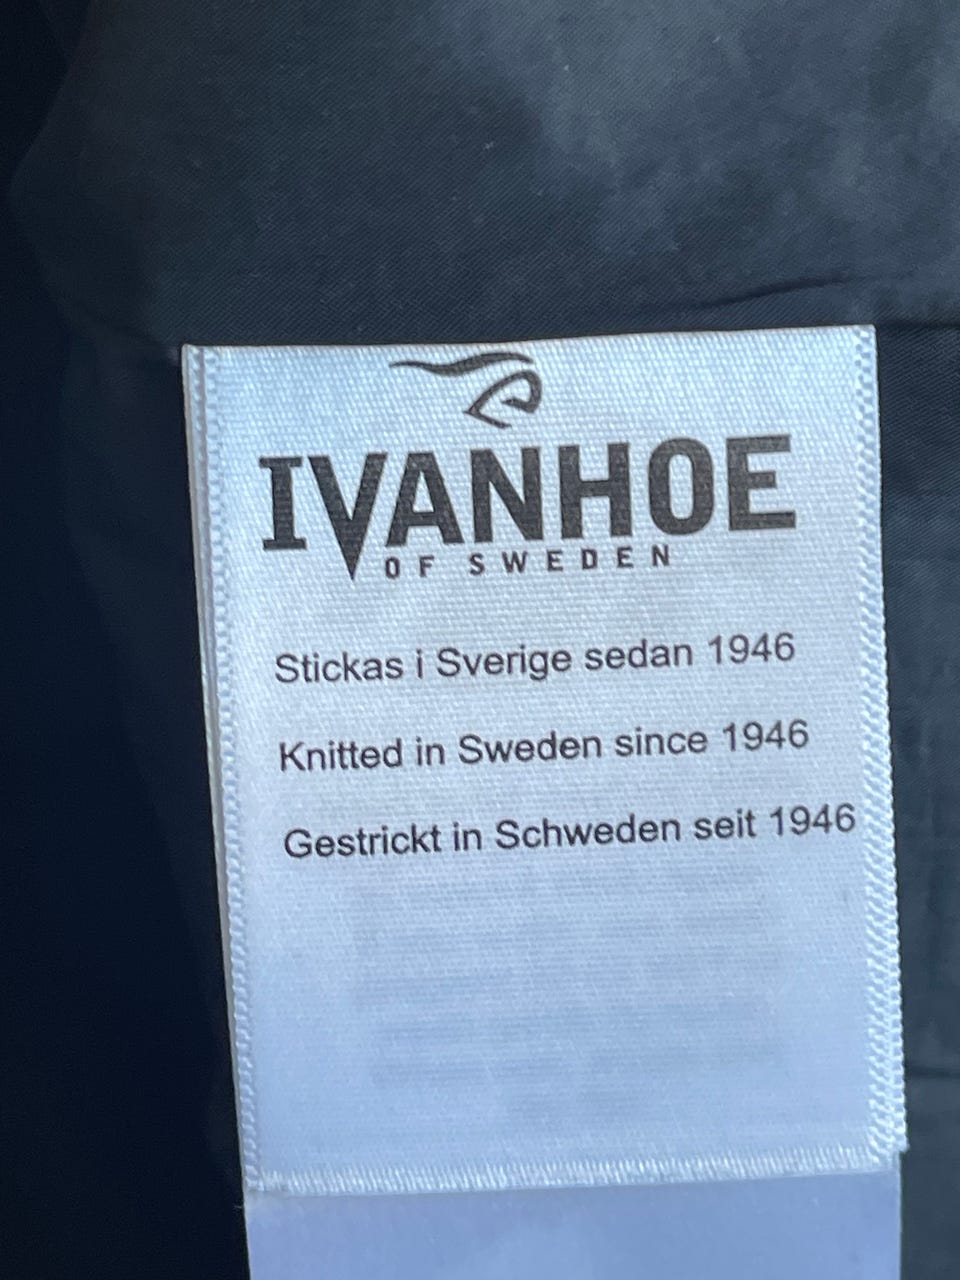 IVANHOE
OF SWEDEN
Stickas i Sverige sedan 1946
Knitted in Sweden since 1946
Gestrickt in Schweden seit 1946